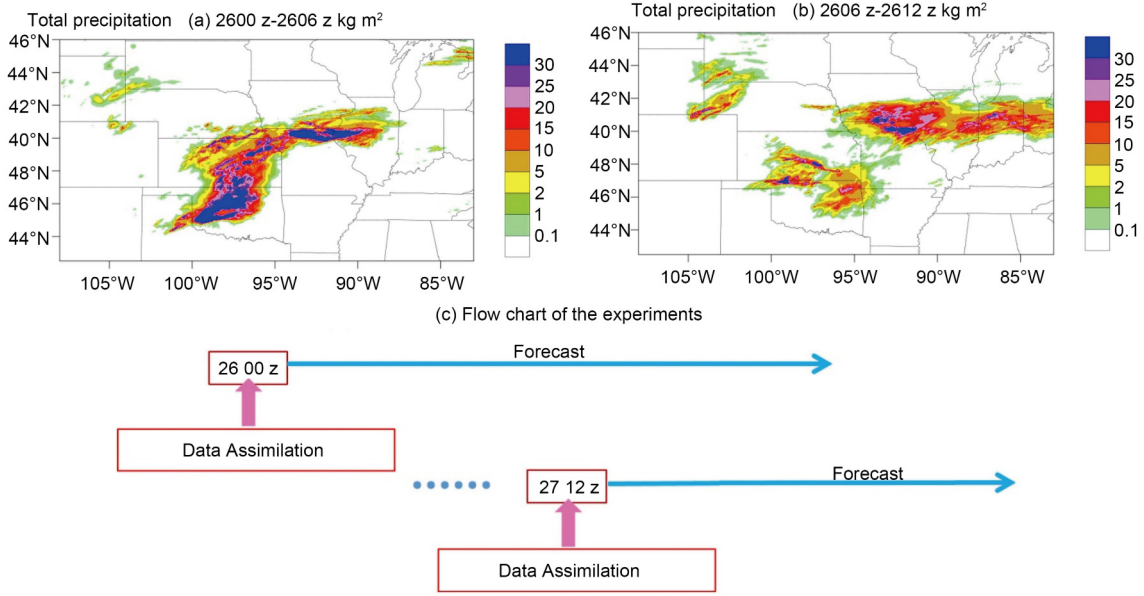 Total precipitation (a) 2600 z-2606 z kg m²
46°N
44°N
42°N
40°N
48°N
46°N
44°N
105°W 100°W 95°W 90°W 85°W
30
25
20
15
10
5
2
1
0.1
Total precipitation (b) 2606 z-2612 z kg m²
46°N
44°N
42°N
40°N
48°N
46°N
44°N
105°W 100°W 95°W 90°W 85°W
30
25
20
15
10
5
2
1
0.1
(c) Flow chart of the experiments
Forecast
26 00 z
Data Assimilation
Forecast
27 12 z
Data Assimilation